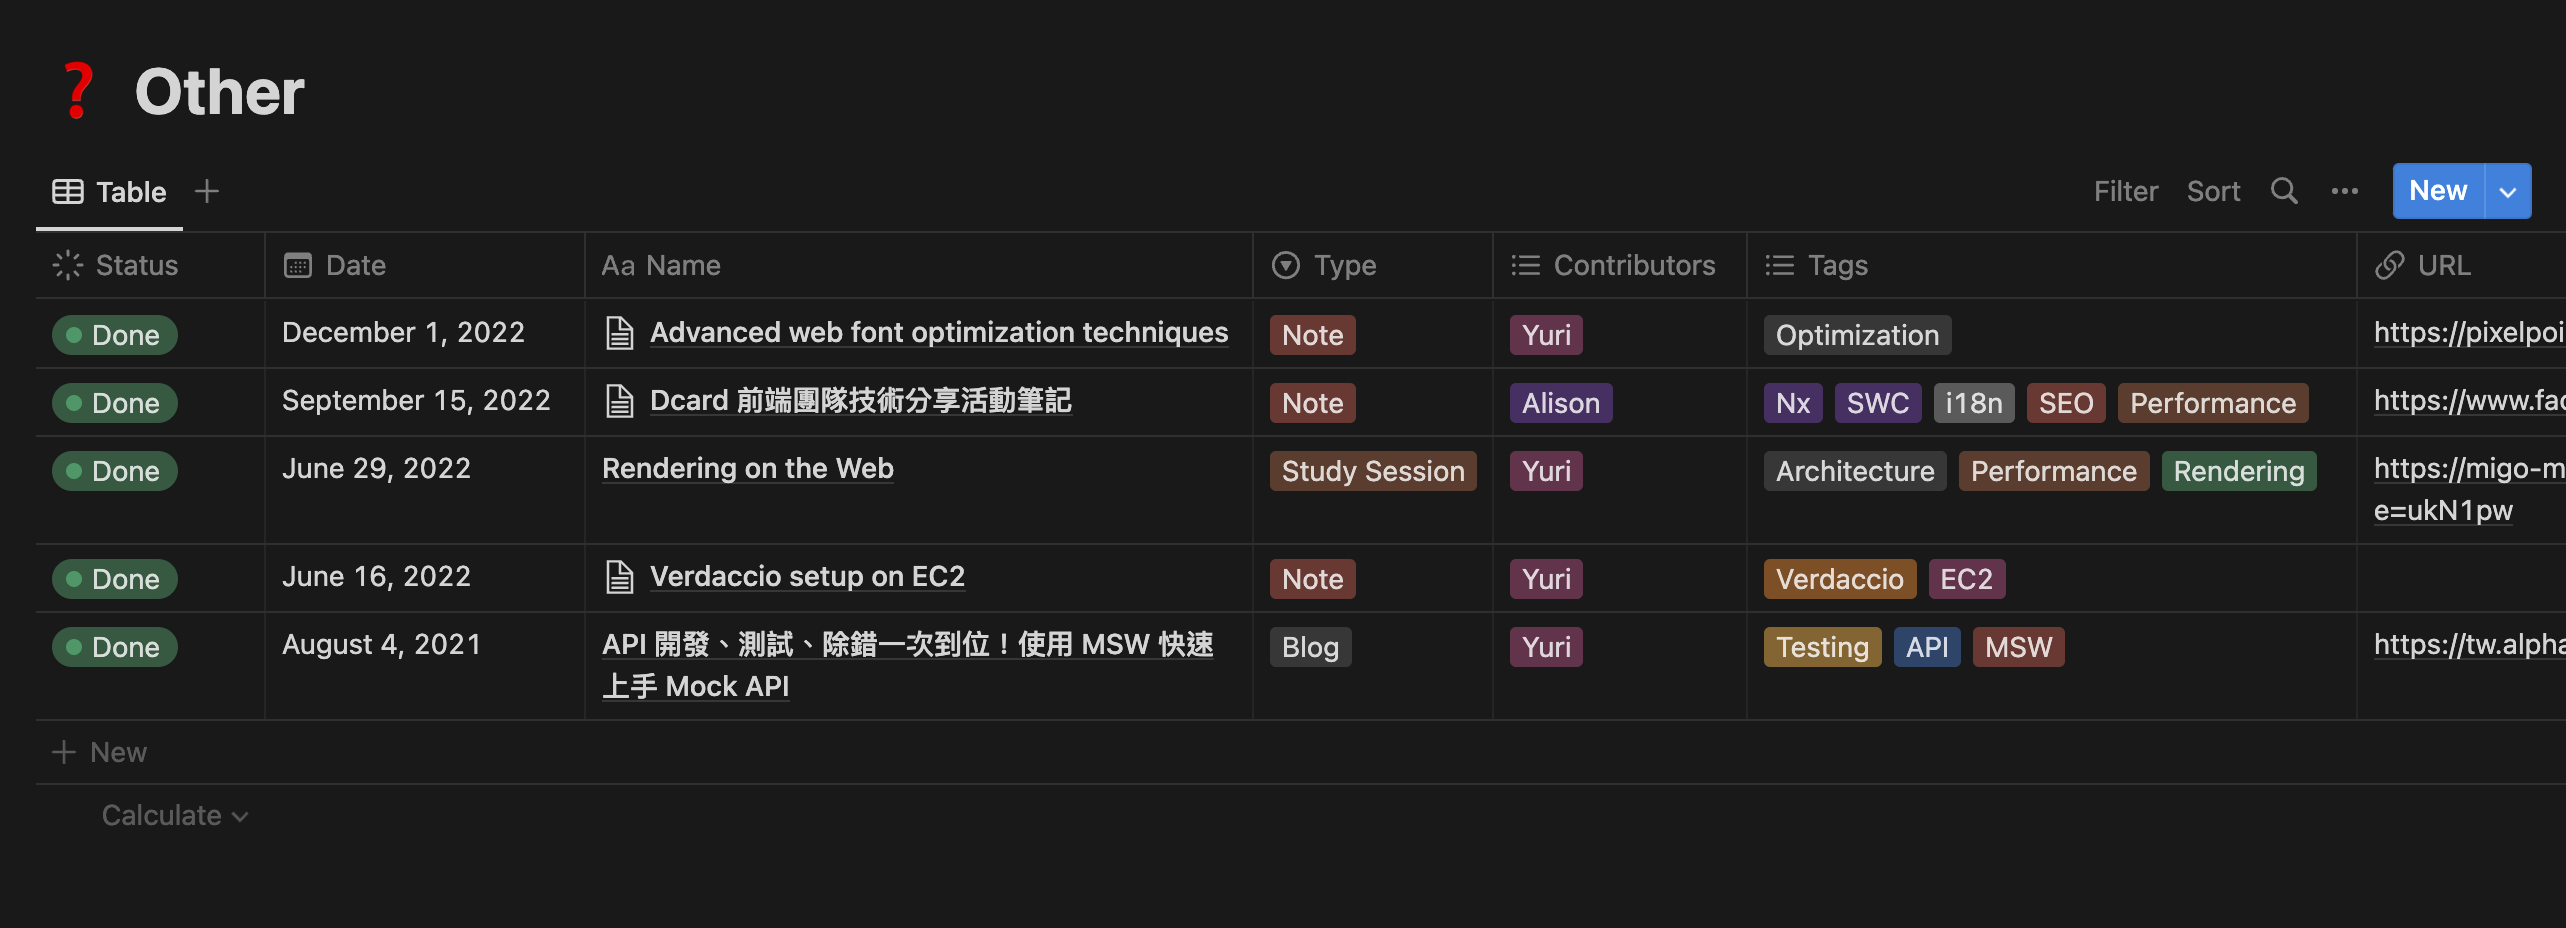 ❓ Other
Table
Filter Sort New
Status Date Aa Name Type Contributors Tags URL
Done December 1, 2022 Advanced web font optimization techniques Note Yuri Optimization https://pixelpoi
Done September 15, 2022 Dcard 前端團隊技術分享活動筆記 Note Alison Nx SWC i18n SEO Performance https://www.fac
Done June 29, 2022 Rendering on the Web Study Session Yuri Architecture Performance Rendering https://migo-m
e=ukN1pw
Done June 16, 2022 Verdaccio setup on EC2 Note Yuri Verdaccio EC2
Done August 4, 2021 API 開發、測試、除錯一次到位！使用 MSW 快速 Blog Yuri Testing API MSW https://tw.alpha
上手 Mock API
+ New
Calculate